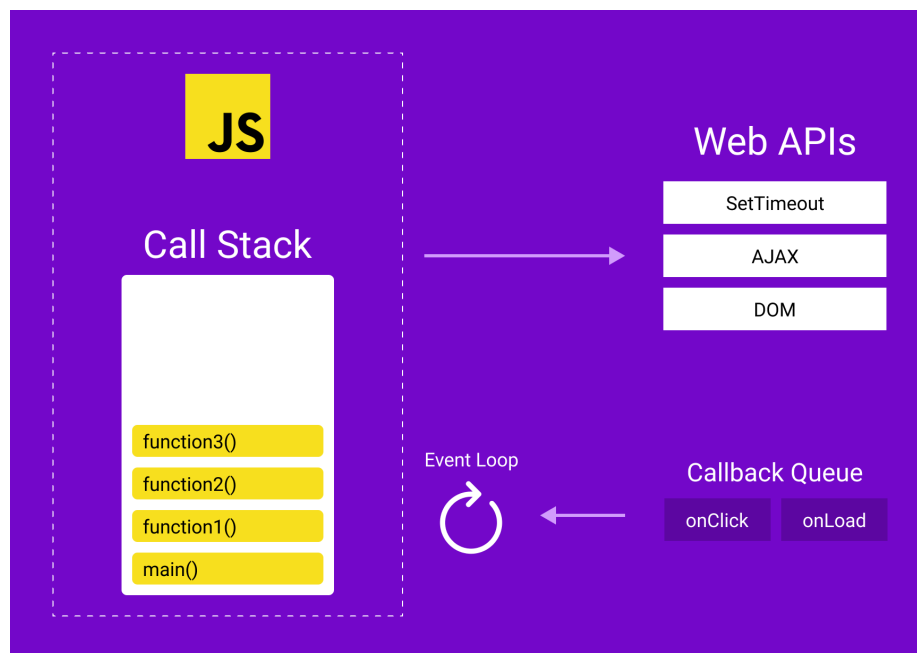 JS
Call Stack
function3()
function2()
function1()
main()
Web APIs
SetTimeout
AJAX
DOM
Event Loop
Callback Queue
onClick
onLoad